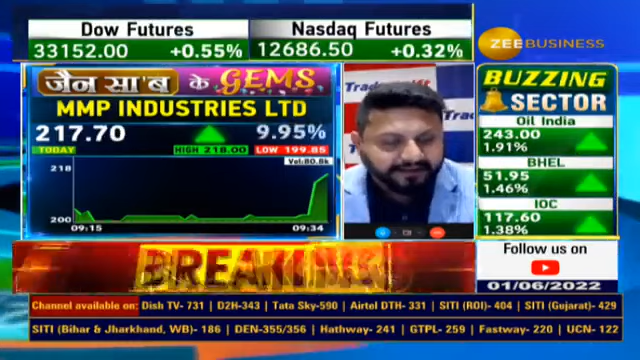 Dow Futures
33152.00 +0.55%
Nasdaq Futures
12686.50 +0.32%
ZEE BUSINESS
जैन सा'ब के GEMS
MMP INDUSTRIES LTD
217.70 9.95%
TODAY HIGH 218.00 LOW 199.85
Vol:80.8k
218
200
09:15 09:34
BUZZING
SECTOR
Oil India
243.00
1.91%
BHEL
51.95
1.46%
IOC
117.60
1.38%
BREAKING
Follow us on
01/06/2022
Channel available on: Dish TV- 731 | D2H-343 | Tata Sky-590 | Airtel DTH- 331 | SITI (ROI)- 404 | SITI (Gujarat)- 429
SITI (Bihar & Jharkhand, WB)- 186 | DEN-355/356 | Hathway- 241 | GTPL- 259 | Fastway- 220 | UCN- 122